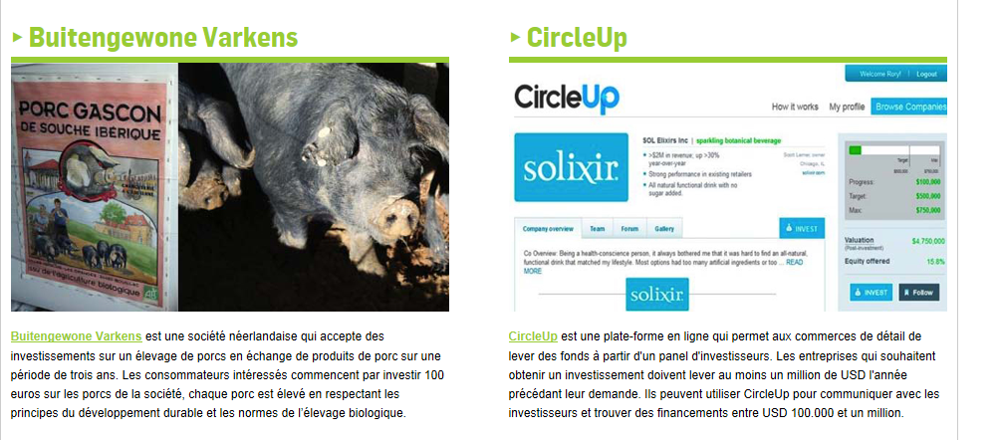 Buitengewone Varkens
PORC GASCON
DE SOUCHE IBÉRIQUE
issu de l'agriculture biologique
AB
Buitengewone Varkens est une société néerlandaise qui accepte des
investissements sur un élevage de porcs en échange de produits de porc sur une
période de trois ans. Les consommateurs intéressés commencent par investir 100
euros sur les porcs de la société, chaque porc est élevé en respectant les
principes du développement durable et les normes de l'élevage biologique.
CircleUp
Welcome Rory! | Logout
CircleUp
How it works My profile Browse Companies
solixir.
SOL Elixirs Inc | sparkling botanical beverage
>$2M in revenue; up >30%
year-over-year
Strong performance in existing retailers
All natural functional drink with no
sugar added.
Scott Lerner, owner
Chicago, IL
Target Max
$500,000 $750,000
Progress: $100,000
Target: $500,000
Max: $750,000
Company overview Team Forum Gallery
INVEST
Valuation $4,750,000
(Post-investment)
Equity offered 15.8%
Co Overview: Being a health-conscience person, it always bothered me that it was hard to find an all-natural,
functional drink that matched my lifestyle. Most options had too many artificial ingredients or too ... READ
MORE
solixir.
INVEST Follow
CircleUp est une plate-forme en ligne qui permet aux commerces de détail de
lever des fonds à partir d'un panel d'investisseurs. Les entreprises qui souhaitent
obtenir un investissement doivent lever au moins un million de USD l'année
précédant leur demande. Ils peuvent utiliser CircleUp pour communiquer avec les
investisseurs et trouver des financements entre USD 100.000 et un million.